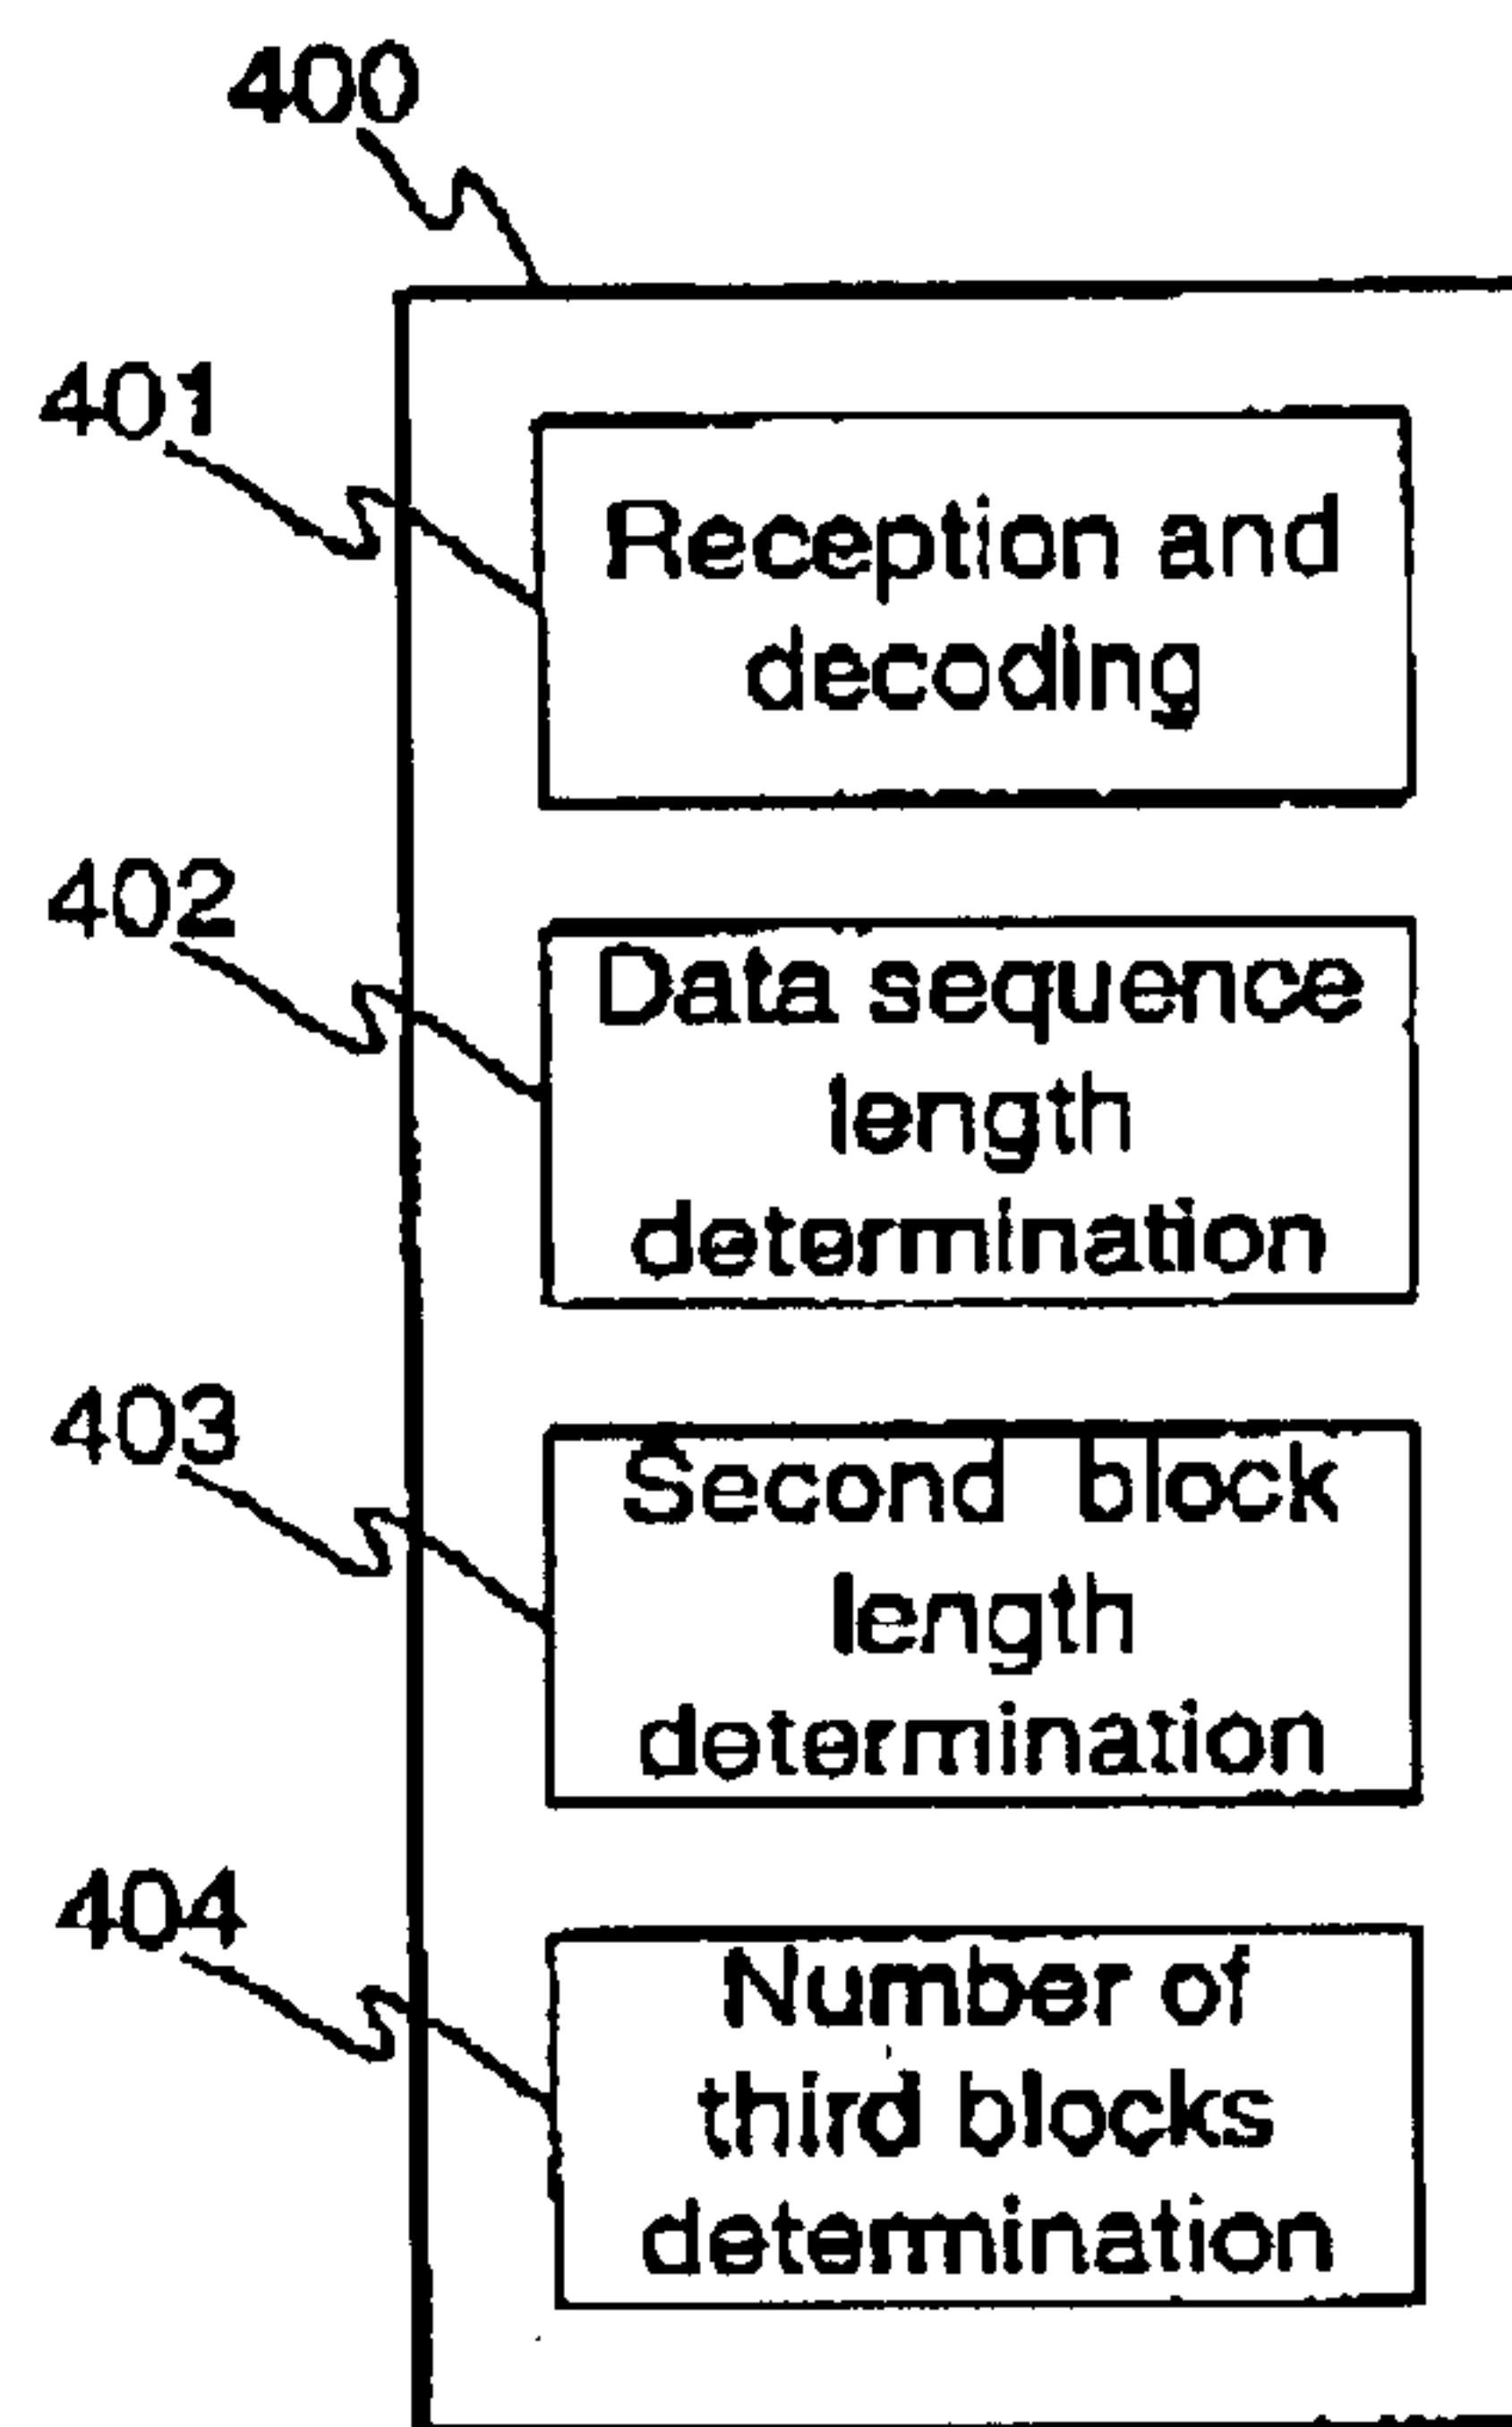 400
401
Reception and
decoding
402
Data sequence
length
determination
403
Second block
length
determination
404
Number of
third blocks
determination